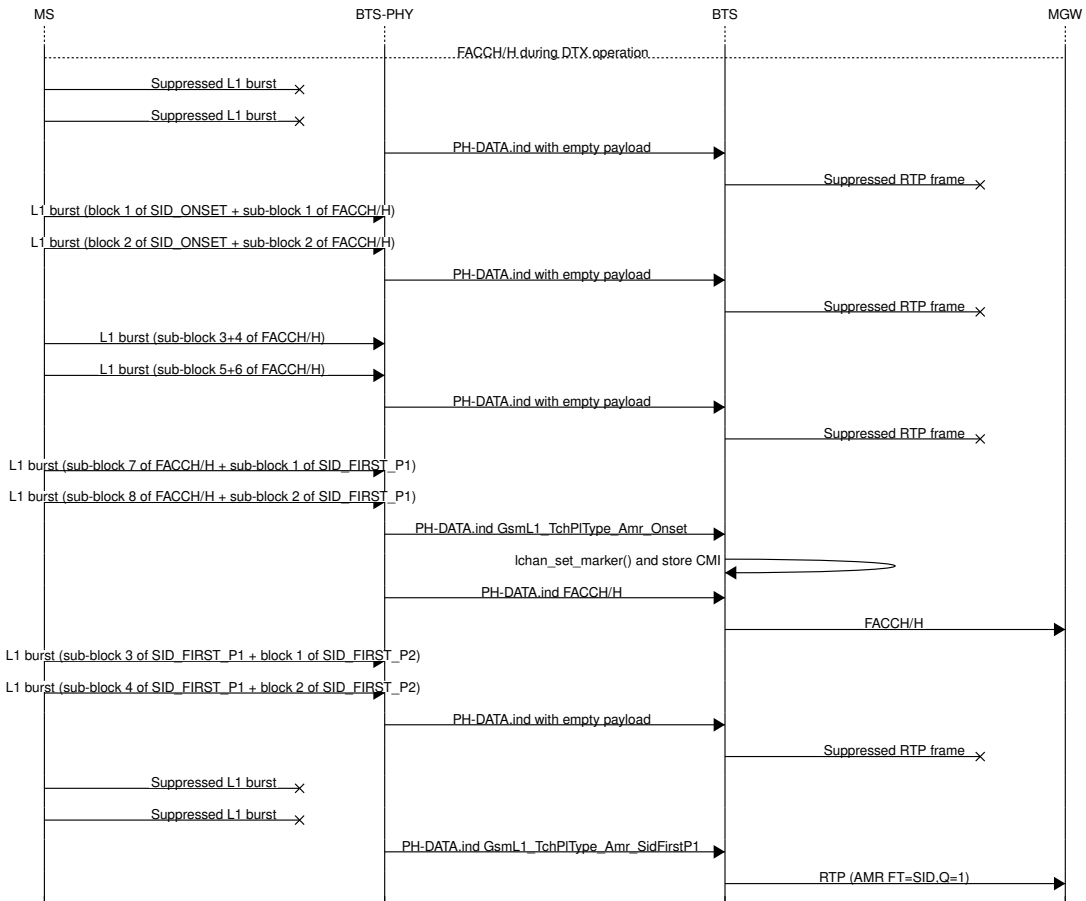 MS BTS-PHY BTS MGW
FACCH/H during DTX operation
Suppressed L1 burst
Suppressed L1 burst
PH-DATA.ind with empty payload
Suppressed RTP frame
L1 burst (block 1 of SID_ONSET + sub-block 1 of FACCH/H)
L1 burst (block 2 of SID_ONSET + sub-block 2 of FACCH/H)
PH-DATA.ind with empty payload
Suppressed RTP frame
L1 burst (sub-block 3+4 of FACCH/H)
L1 burst (sub-block 5+6 of FACCH/H)
PH-DATA.ind with empty payload
Suppressed RTP frame
L1 burst (sub-block 7 of FACCH/H + sub-block 1 of SID_FIRST_P1)
L1 burst (sub-block 8 of FACCH/H + sub-block 2 of SID_FIRST_P1)
PH-DATA.ind GsmL1_TchPlType_Amr_Onset
lchan_set_marker() and store CMI
PH-DATA.ind FACCH/H
FACCH/H
L1 burst (sub-block 3 of SID_FIRST_P1 + block 1 of SID_FIRST_P2)
L1 burst (sub-block 4 of SID_FIRST_P1 + block 2 of SID_FIRST_P2)
PH-DATA.ind with empty payload
Suppressed RTP frame
Suppressed L1 burst
Suppressed L1 burst
PH-DATA.ind GsmL1_TchPlType_Amr_SidFirstP1
RTP (AMR FT=SID,Q=1)